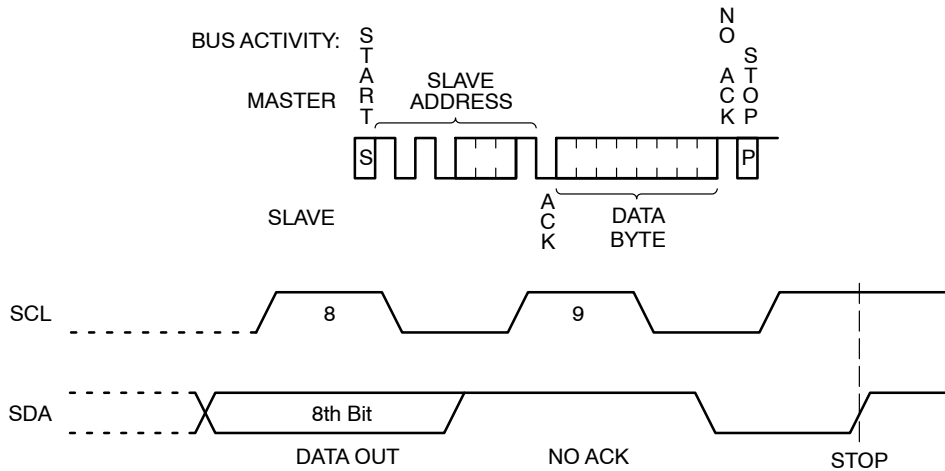 BUS ACTIVITY:
MASTER
START
SLAVE
ADDRESS
NO ACK
STOP
S
P
SLAVE
ACK
DATA
BYTE
SCL
8
9
SDA
8th Bit
DATA OUT
NO ACK
STOP